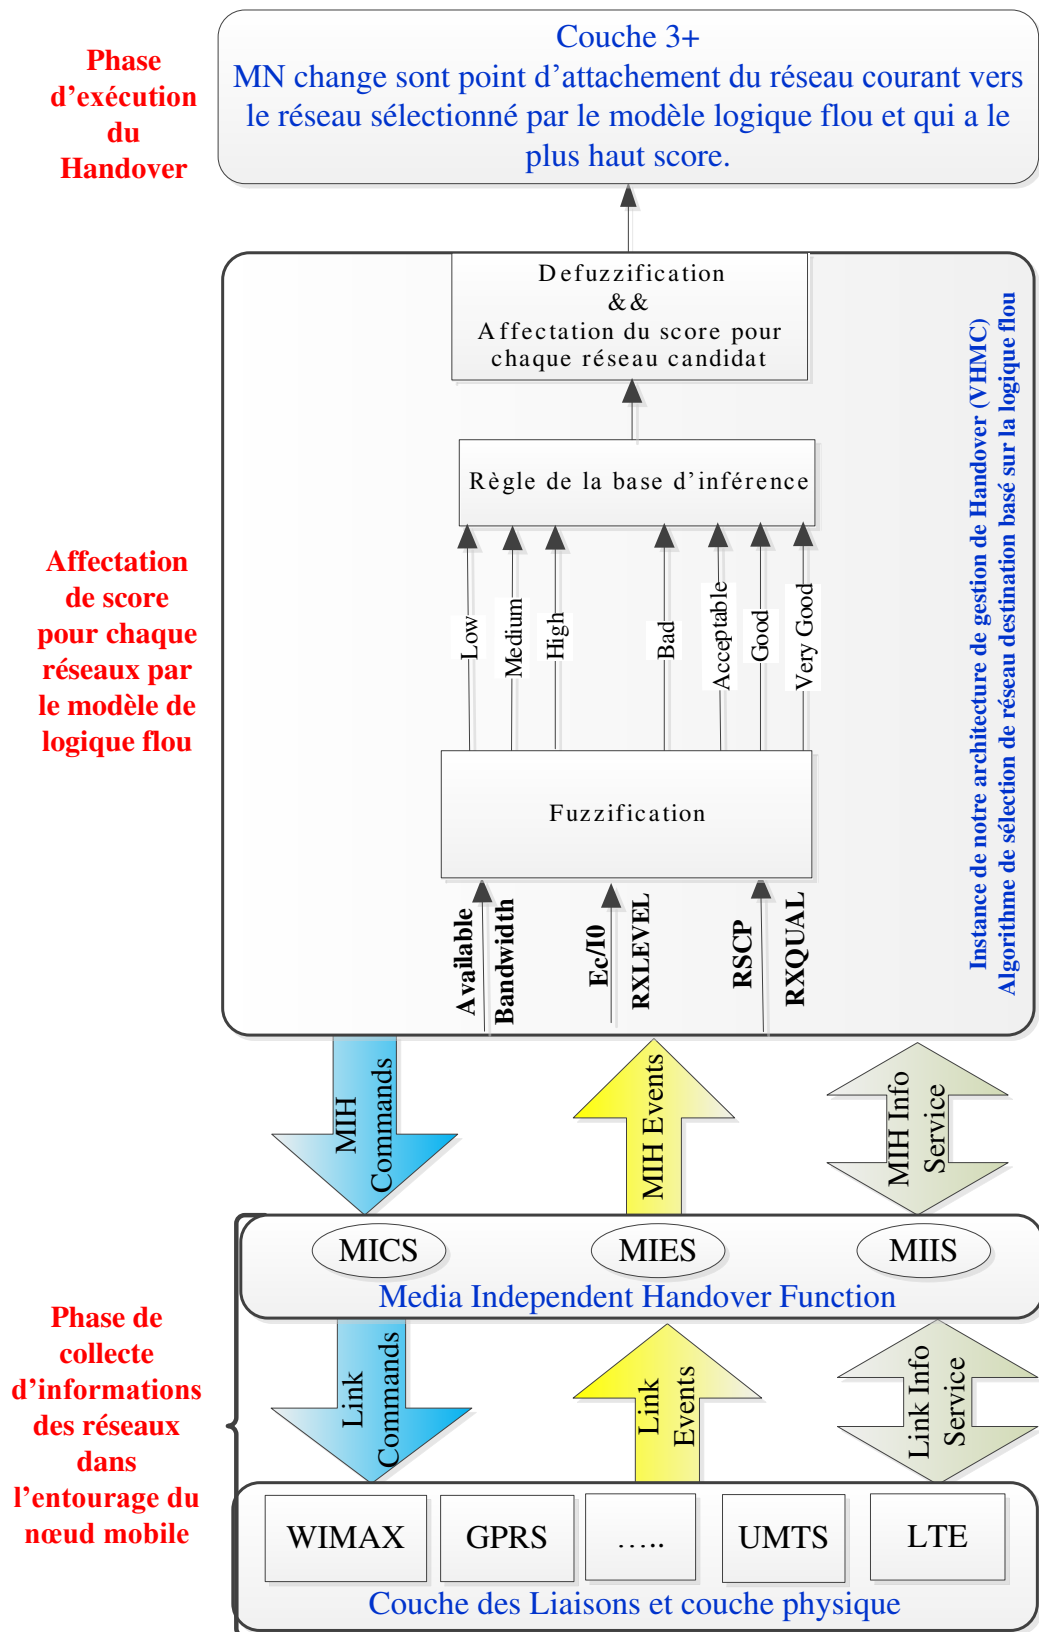 Phase
d'exécution
du
Handover
Couche 3+
MN change sont point d'attachement du réseau courant vers
le réseau sélectionné par le modèle logique flou et qui a le
plus haut score.
Affectation
de score
pour chaque
réseaux par
le modèle de
logique flou
Defuzzification
&&
Affectation du score pour
chaque réseau candidat
Règle de la base d'inférence
Low
Medium
High
Bad
Acceptable
Good
Very Good
Fuzzification
Available
Bandwidth
Ec/I0
RXLEVEL
RSCP
RXQUAL
Instance de notre architecture de gestion de Handover (VHMC)
Algorithme de sélection de réseau destination basé sur la logique flou
MIH
Commands
MIH Events
MIH Info
Service
Phase de
collecte
d'informations
des réseaux
dans
l'entourage du
nœud mobile
MICS
MIES
MIIS
Media Independent Handover Function
Link
Commands
Link
Events
Link Info
Service
WIMAX
GPRS
.....
UMTS
LTE
Couche des Liaisons et couche physique